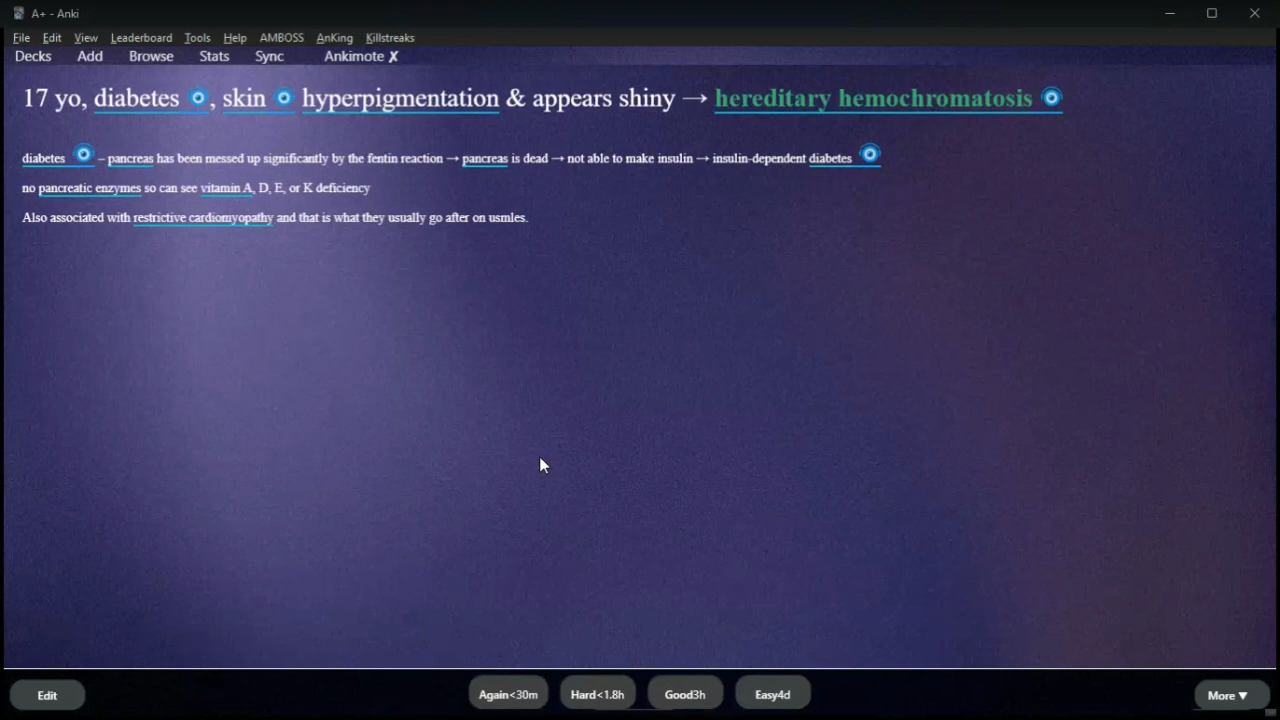 A+ - Anki
File Edit View Leaderboard Tools Help AMBOSS AnKing Killstreaks
Decks Add Browse Stats Sync Ankimote ✗
17 yo, diabetes, skin hyperpigmentation & appears shiny → hereditary hemochromatosis
diabetes – pancreas has been messed up significantly by the fentin reaction → pancreas is dead → not able to make insulin → insulin-dependent diabetes
no pancreatic enzymes so can see vitamin A, D, E, or K deficiency
Also associated with restrictive cardiomyopathy and that is what they usually go after on usmles.
Edit Again<30m Hard<1.8h Good3h Easy4d More ▼